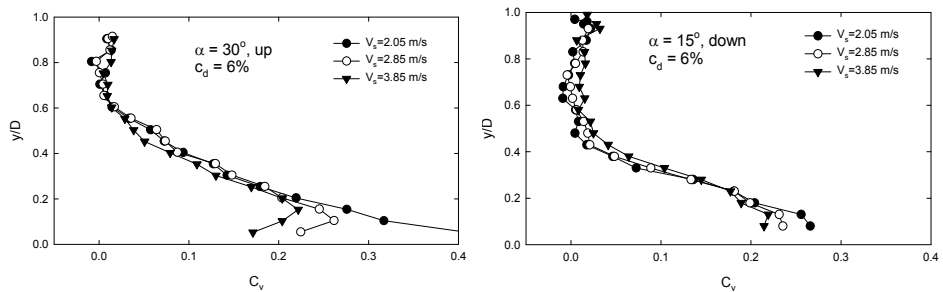 α = 30°, up
c_d = 6%
V_s=2.05 m/s
V_s=2.85 m/s
V_s=3.85 m/s
y/D
1.0
0.8
0.6
0.4
0.2
0.0
0.0 0.1 0.2 0.3 0.4
C_v
α = 15°, down
c_d = 6%
V_s=2.05 m/s
V_s=2.85 m/s
V_s=3.85 m/s
y/D
1.0
0.8
0.6
0.4
0.2
0.0
0.0 0.1 0.2 0.3 0.4
C_v